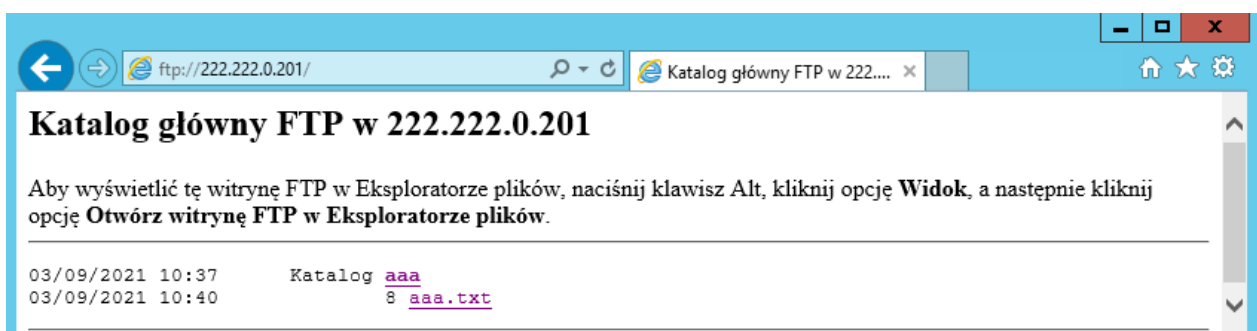 ftp://222.222.0.201/
Katalog główny FTP w 222....
Katalog główny FTP w 222.222.0.201
Aby wyświetlić tę witrynę FTP w Eksploratorze plików, naciśnij klawisz Alt, kliknij opcję Widok, a następnie kliknij
opcję Otwórz witrynę FTP w Eksploratorze plików.
03/09/2021 10:37 Katalog aaa
03/09/2021 10:40 8 aaa.txt